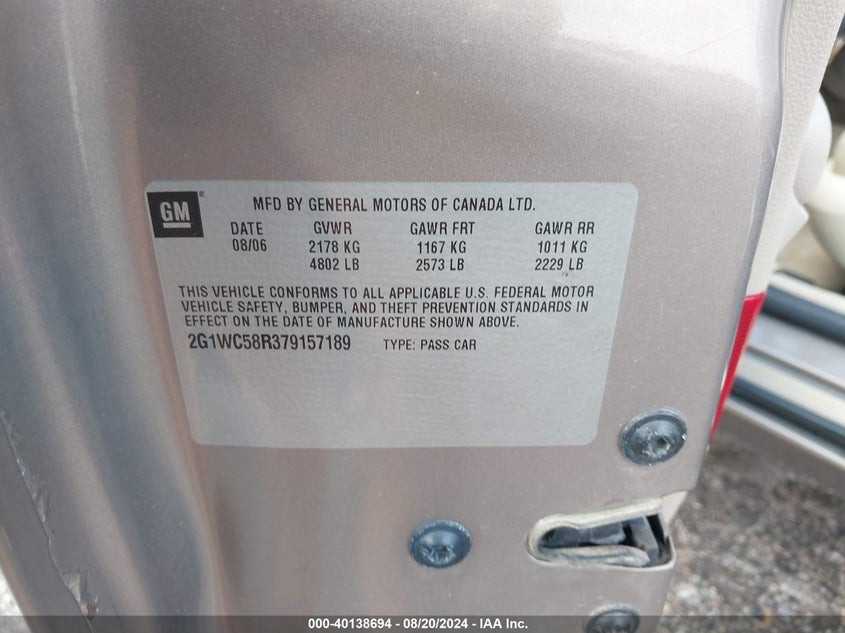 GM
MFD BY GENERAL MOTORS OF CANADA LTD.
DATE GVWR GAWR FRT GAWR RR
08/06 2178 KG 1167 KG 1011 KG
4802 LB 2573 LB 2229 LB
THIS VEHICLE CONFORMS TO ALL APPLICABLE U.S. FEDERAL MOTOR
VEHICLE SAFETY, BUMPER, AND THEFT PREVENTION STANDARDS IN
EFFECT ON THE DATE OF MANUFACTURE SHOWN ABOVE.
2G1WC58R379157189 TYPE: PASS CAR
000-40138694 - 08/20/2024 - IAA Inc.